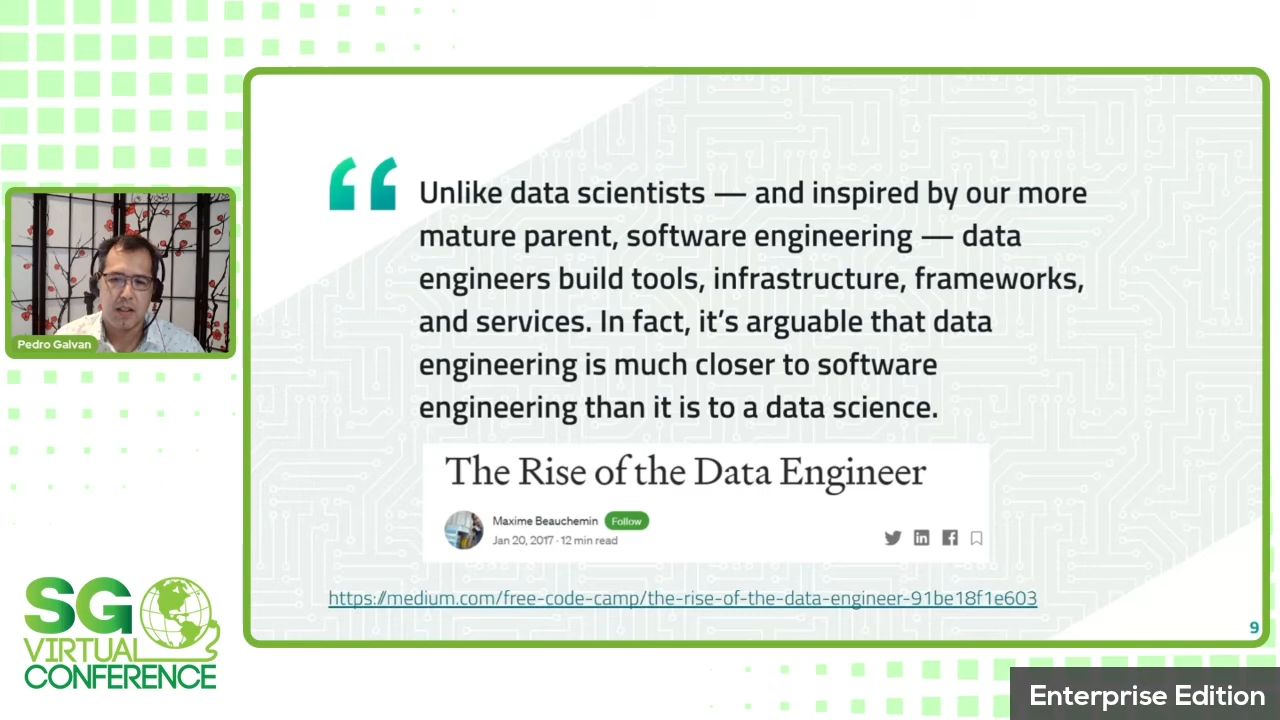 Unlike data scientists — and inspired by our more
mature parent, software engineering — data
engineers build tools, infrastructure, frameworks,
and services. In fact, it’s arguable that data
engineering is much closer to software
engineering than it is to a data science.
The Rise of the Data Engineer
Maxime Beauchemin Follow
Jan 20, 2017 · 12 min read
https://medium.com/free-code-camp/the-rise-of-the-data-engineer-91be18f1e603
9
Pedro Galvan
SG
VIRTUAL
CONFERENCE
Enterprise Edition